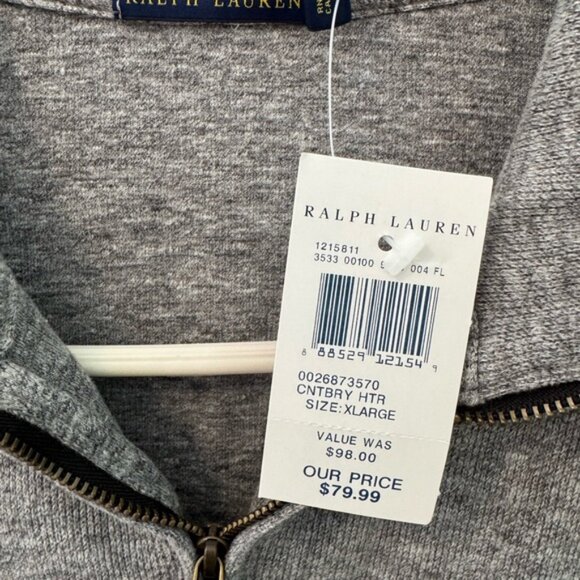 RALPH LAUREN
RALPH LAUREN
1215811
3533 00100 004 FL
8 88529 12154 9
0026873570
CNTBRY HTR
SIZE:XLARGE
VALUE WAS
$98.00
OUR PRICE
$79.99